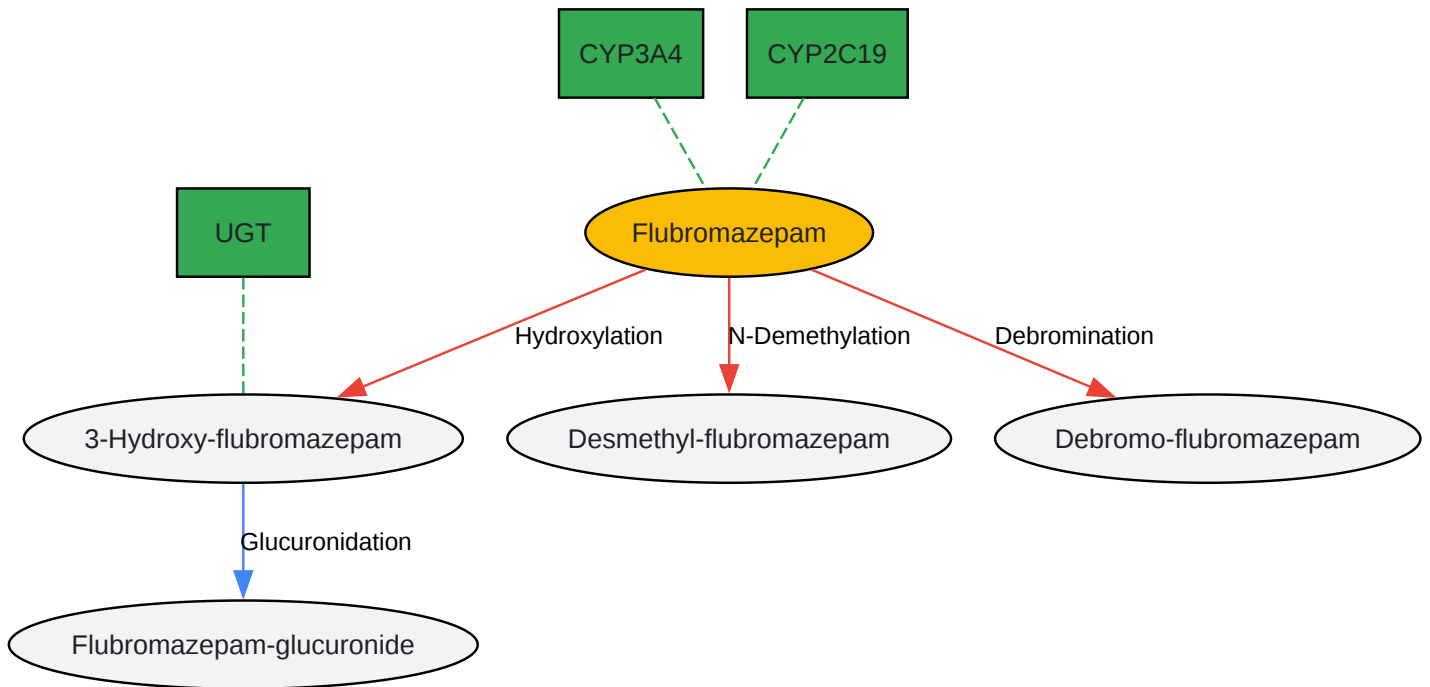 CYP3A4
CYP2C19
UGT
Flubromazepam
Hydroxylation
N-Demethylation
Debromination
3-Hydroxy-flubromazepam
Desmethyl-flubromazepam
Debromo-flubromazepam
Glucuronidation
Flubromazepam-glucuronide